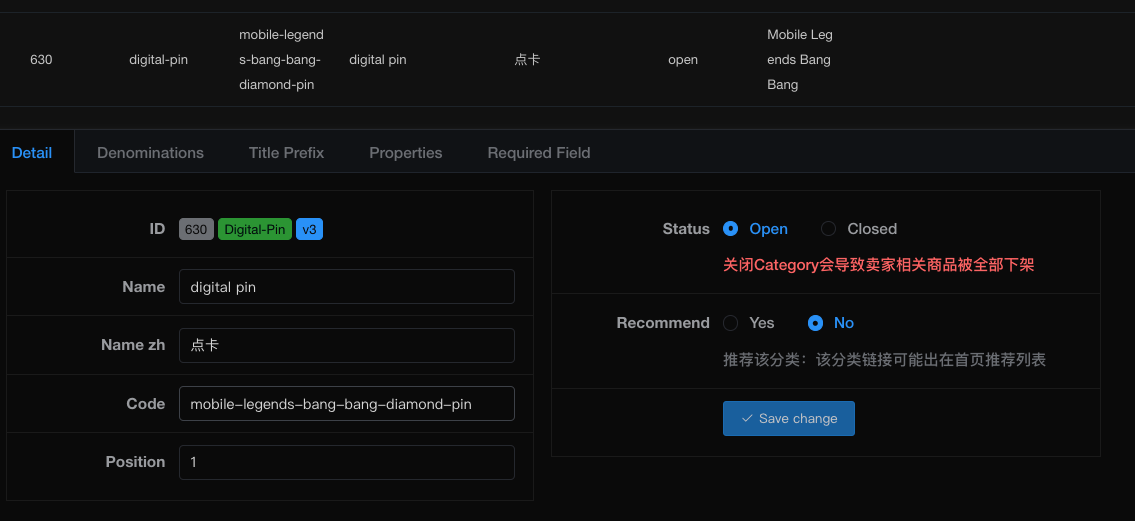 630
digital-pin
mobile-legend
s-bang-bang-
diamond-pin
digital pin
点卡
open
Mobile Leg
ends Bang
Bang
Detail
Denominations
Title Prefix
Properties
Required Field
ID 630 Digital-Pin v3
Name digital pin
Name zh 点卡
Code mobile-legends-bang-bang-diamond-pin
Position 1
Status Open Closed
关闭Category会导致卖家相关商品被全部下架
Recommend Yes No
推荐该分类：该分类链接可能出在首页推荐列表
Save change